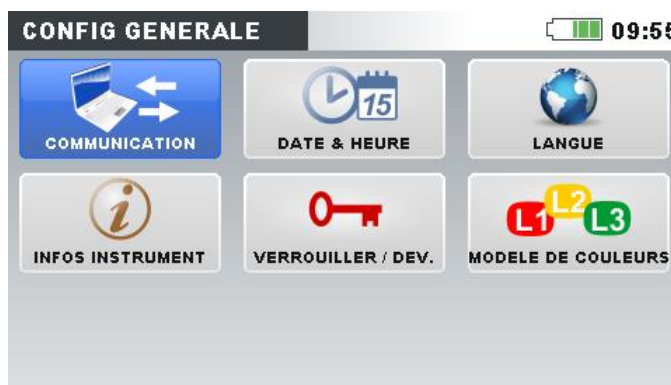 CONFIG GENERALE
09:55
COMMUNICATION
15
DATE & HEURE
LANGUE
i
INFOS INSTRUMENT
VERROUILLER / DEV.
L1 L2 L3
MODELE DE COULEURS